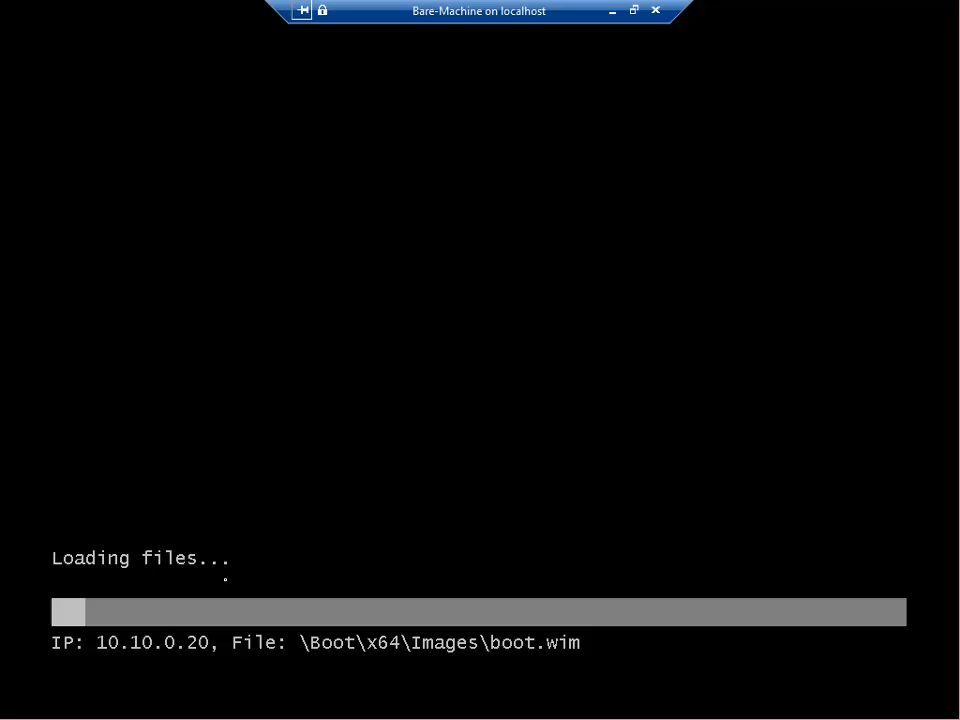 Bare-Machine on localhost
Loading files...
IP: 10.10.0.20, File: \Boot\x64\Images\boot.wim